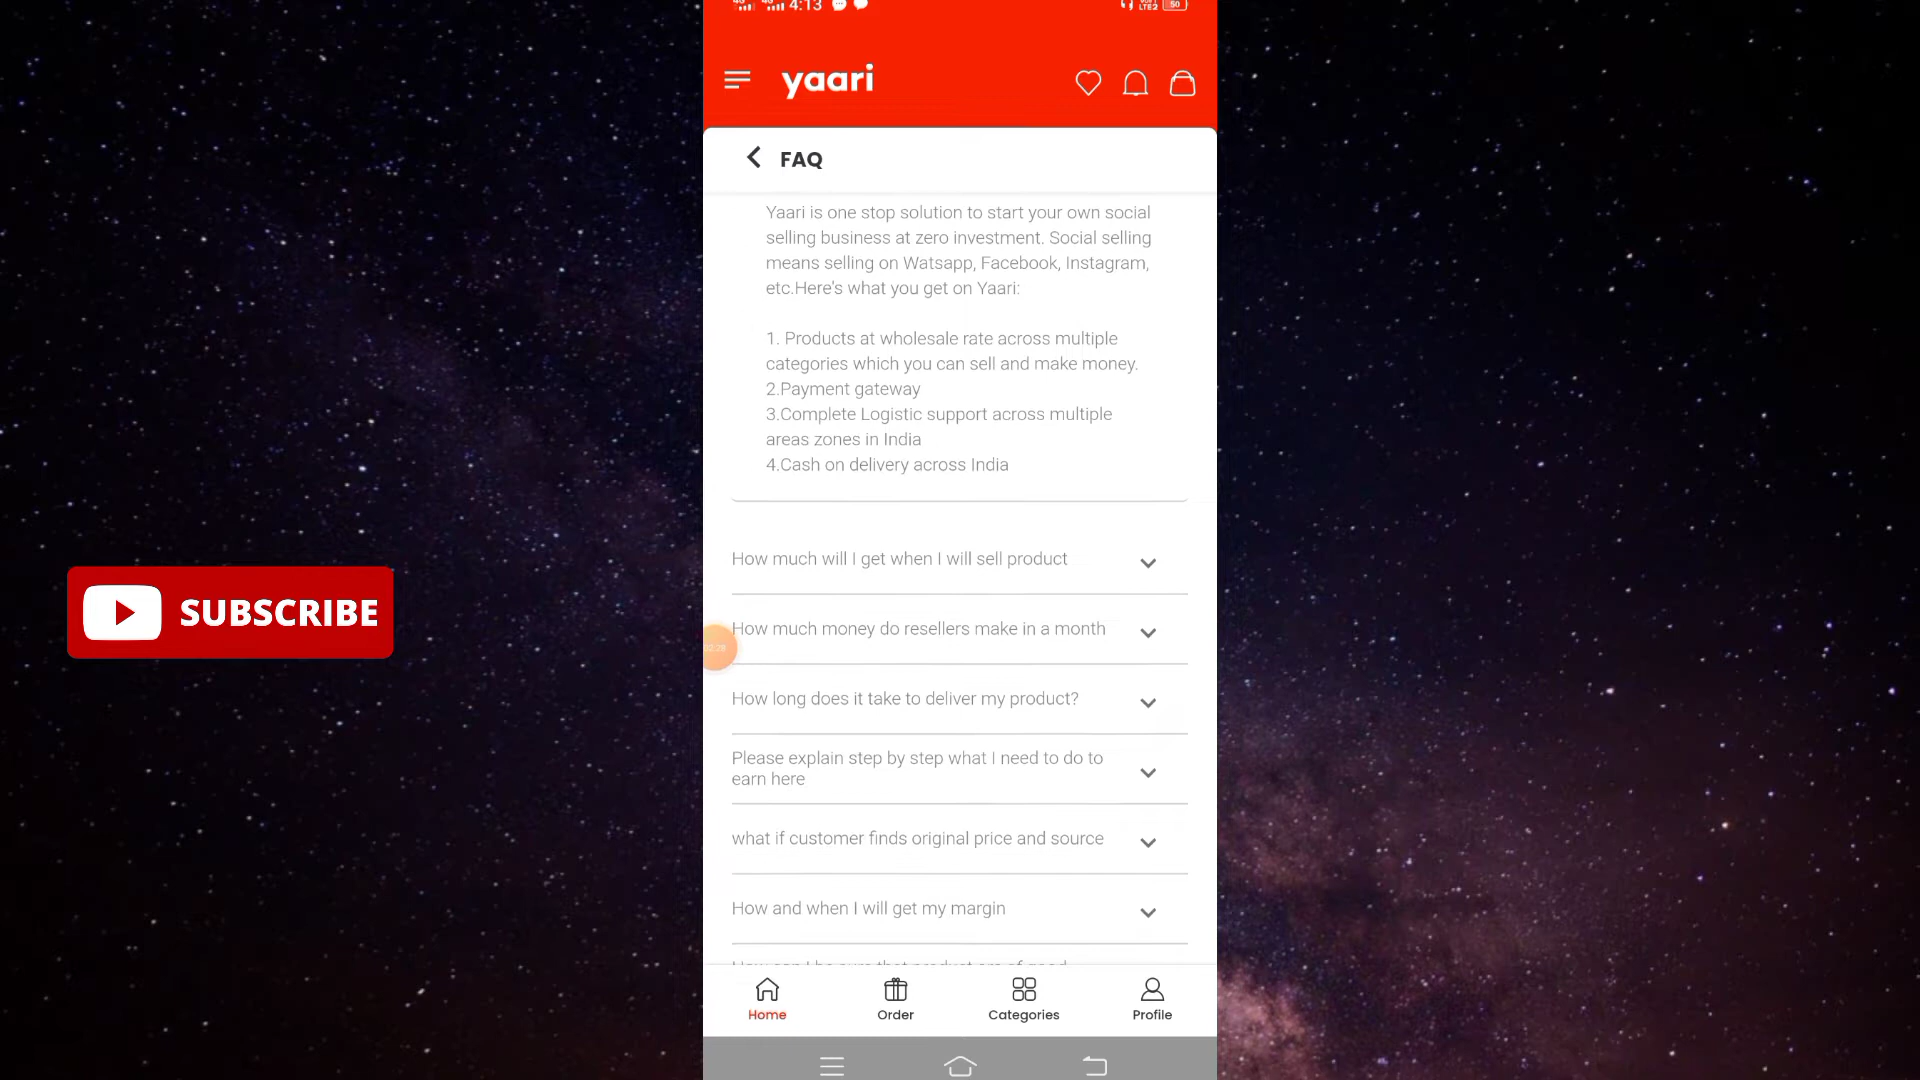 4:13
50
yaari
FAQ
Yaari is one stop solution to start your own social
selling business at zero investment. Social selling
means selling on Watsapp, Facebook, Instagram,
etc.Here's what you get on Yaari:
1. Products at wholesale rate across multiple
categories which you can sell and make money.
2.Payment gateway
3.Complete Logistic support across multiple
areas zones in India
4.Cash on delivery across India
How much will I get when I will sell product
SUBSCRIBE
How much money do resellers make in a month
How long does it take to deliver my product?
Please explain step by step what I need to do to
earn here
what if customer finds original price and source
How and when I will get my margin
Home
Order
Categories
Profile